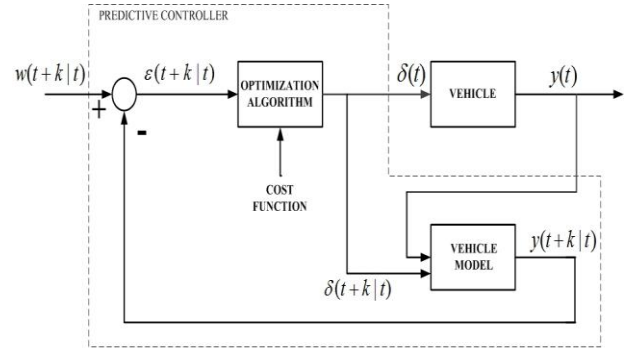 PREDICTIVE CONTROLLER
w(t+k|t)
ε(t+k|t)
+
-
OPTIMIZATION
ALGORITHM
COST
FUNCTION
δ(t)
VEHICLE
y(t)
VEHICLE
MODEL
y(t+k|t)
δ(t+k|t)